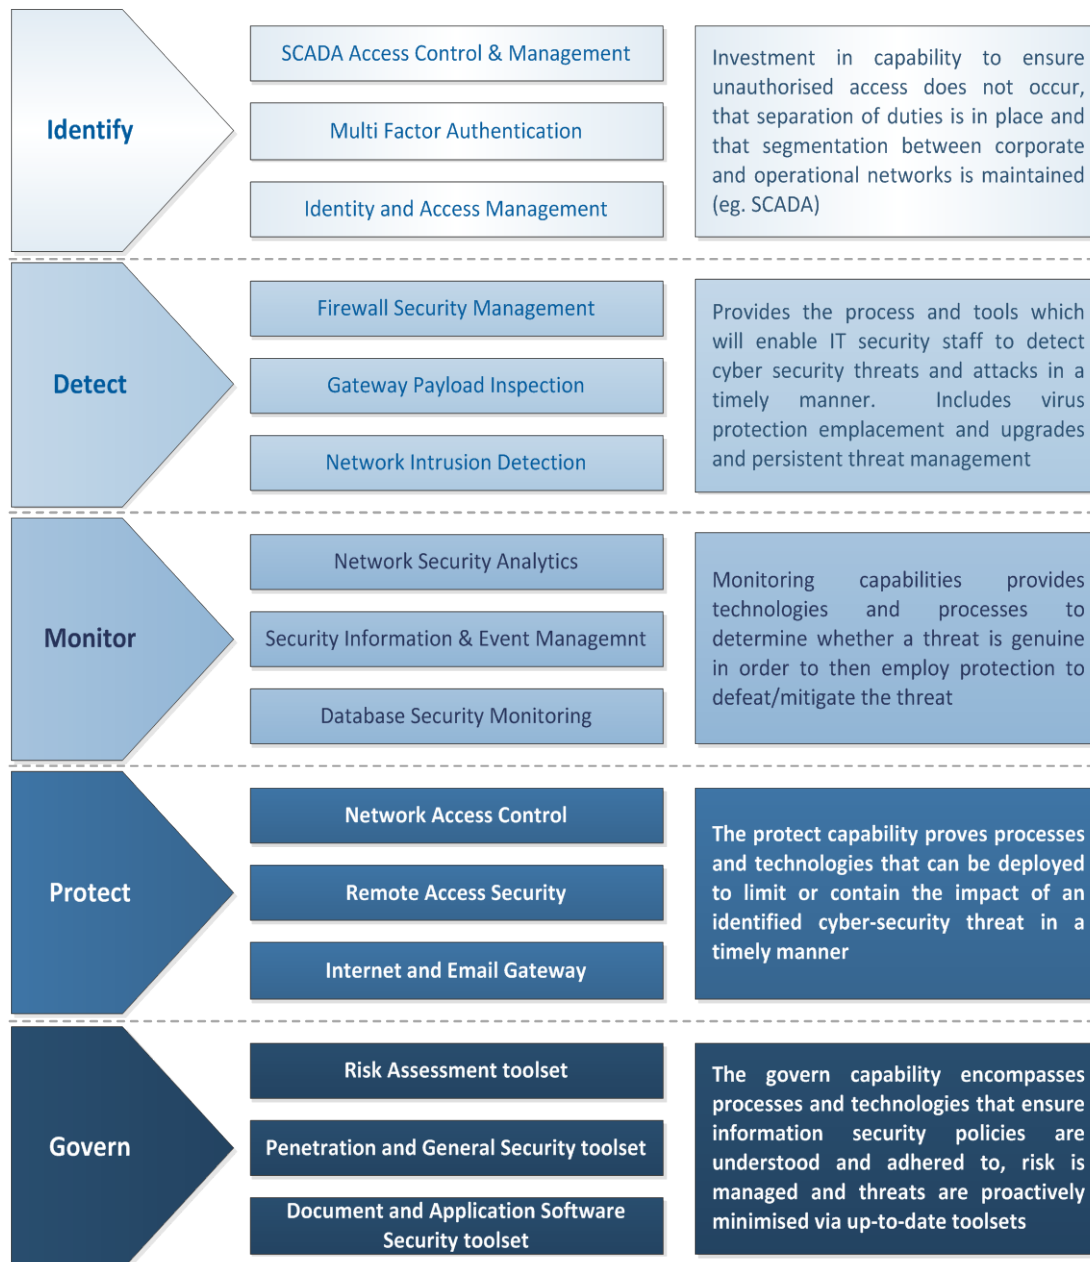 Identify
SCADA Access Control & Management
Multi Factor Authentication
Identity and Access Management
Investment in capability to ensure
unauthorised access does not occur,
that separation of duties is in place and
that segmentation between corporate
and operational networks is maintained
(eg. SCADA)
Detect
Firewall Security Management
Gateway Payload Inspection
Network Intrusion Detection
Provides the process and tools which
will enable IT security staff to detect
cyber security threats and attacks in a
timely manner. Includes virus
protection emplacement and upgrades
and persistent threat management
Monitor
Network Security Analytics
Security Information & Event Managemnt
Database Security Monitoring
Monitoring capabilities provides
technologies and processes to
determine whether a threat is genuine
in order to then employ protection to
defeat/mitigate the threat
Protect
Network Access Control
Remote Access Security
Internet and Email Gateway
The protect capability proves processes
and technologies that can be deployed
to limit or contain the impact of an
identified cyber-security threat in a
timely manner
Govern
Risk Assessment toolset
Penetration and General Security toolset
Document and Application Software
Security toolset
The govern capability encompasses
processes and technologies that ensure
information security policies are
understood and adhered to, risk is
managed and threats are proactively
minimised via up-to-date toolsets